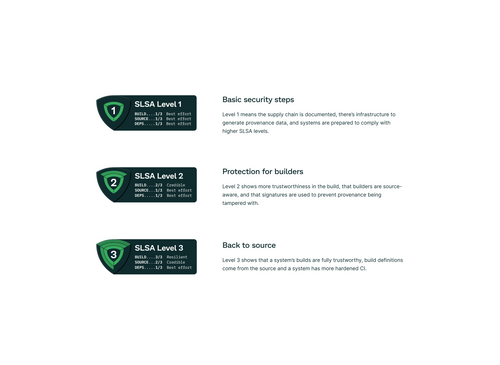 1
SLSA Level 1
BUILD....1/3 Best effort
SOURCE...1/3 Best effort
DEPS.....1/3 Best effort
Basic security steps
Level 1 means the supply chain is documented, there's infrastructure to
generate provenance data, and systems are prepared to comply with
higher SLSA levels.
2
SLSA Level 2
BUILD....2/3 Credible
SOURCE...1/3 Best effort
DEPS.....1/3 Best effort
Protection for builders
Level 2 shows more trustworthiness in the build, that builders are source-
aware, and that signatures are used to prevent provenance being
tampered with.
3
SLSA Level 3
BUILD....3/3 Resilient
SOURCE...2/3 Credible
DEPS.....1/3 Best effort
Back to source
Level 3 shows that a system's builds are fully trustworthy, build definitions
come from the source and a system has more hardened CI.